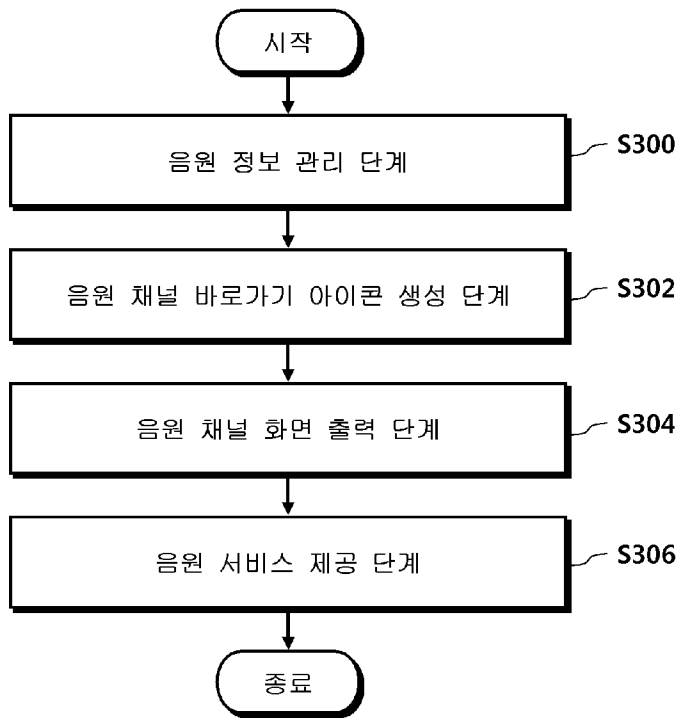 시작
음원 정보 관리 단계
S300
음원 채널 바로가기 아이콘 생성 단계
S302
음원 채널 화면 출력 단계
S304
음원 서비스 제공 단계
S306
종료